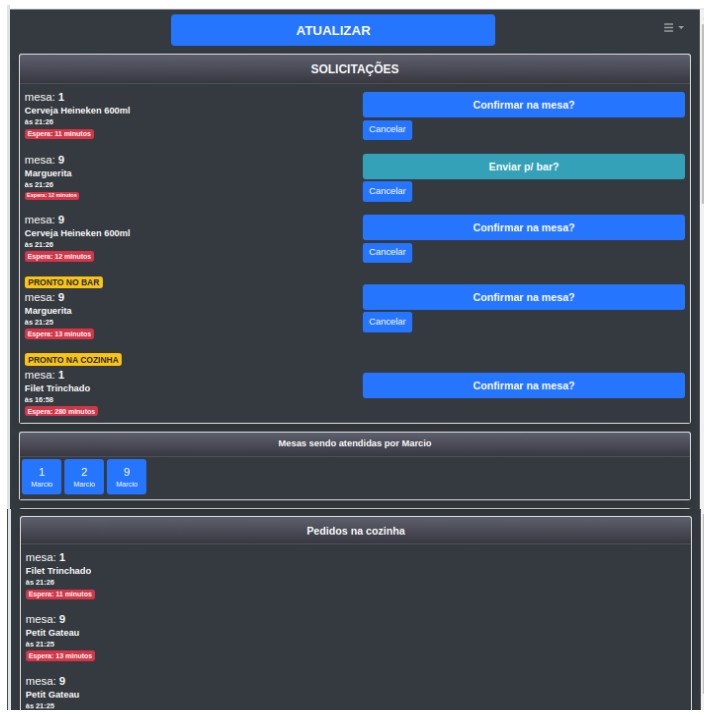 ATUALIZAR
SOLICITAÇÕES
mesa: 1
Cerveja Heineken 600ml
às 21:26
Espera: 11 minutos
Confirmar na mesa?
Cancelar
mesa: 9
Marguerita
às 21:26
Espera: 12 minutos
Enviar p/ bar?
Cancelar
mesa: 9
Cerveja Heineken 600ml
às 21:26
Espera: 12 minutos
Confirmar na mesa?
Cancelar
PRONTO NO BAR
mesa: 9
Marguerita
às 21:25
Espera: 13 minutos
Confirmar na mesa?
Cancelar
PRONTO NA COZINHA
mesa: 1
Filet Trinchado
às 16:58
Espera: 280 minutos
Confirmar na mesa?
Mesas sendo atendidas por Marcio
1 2 9
Marcio Marcio Marcio
Pedidos na cozinha
mesa: 1
Filet Trinchado
às 21:26
Espera: 11 minutos
mesa: 9
Petit Gateau
às 21:25
Espera: 13 minutos
mesa: 9
Petit Gateau
às 21:25